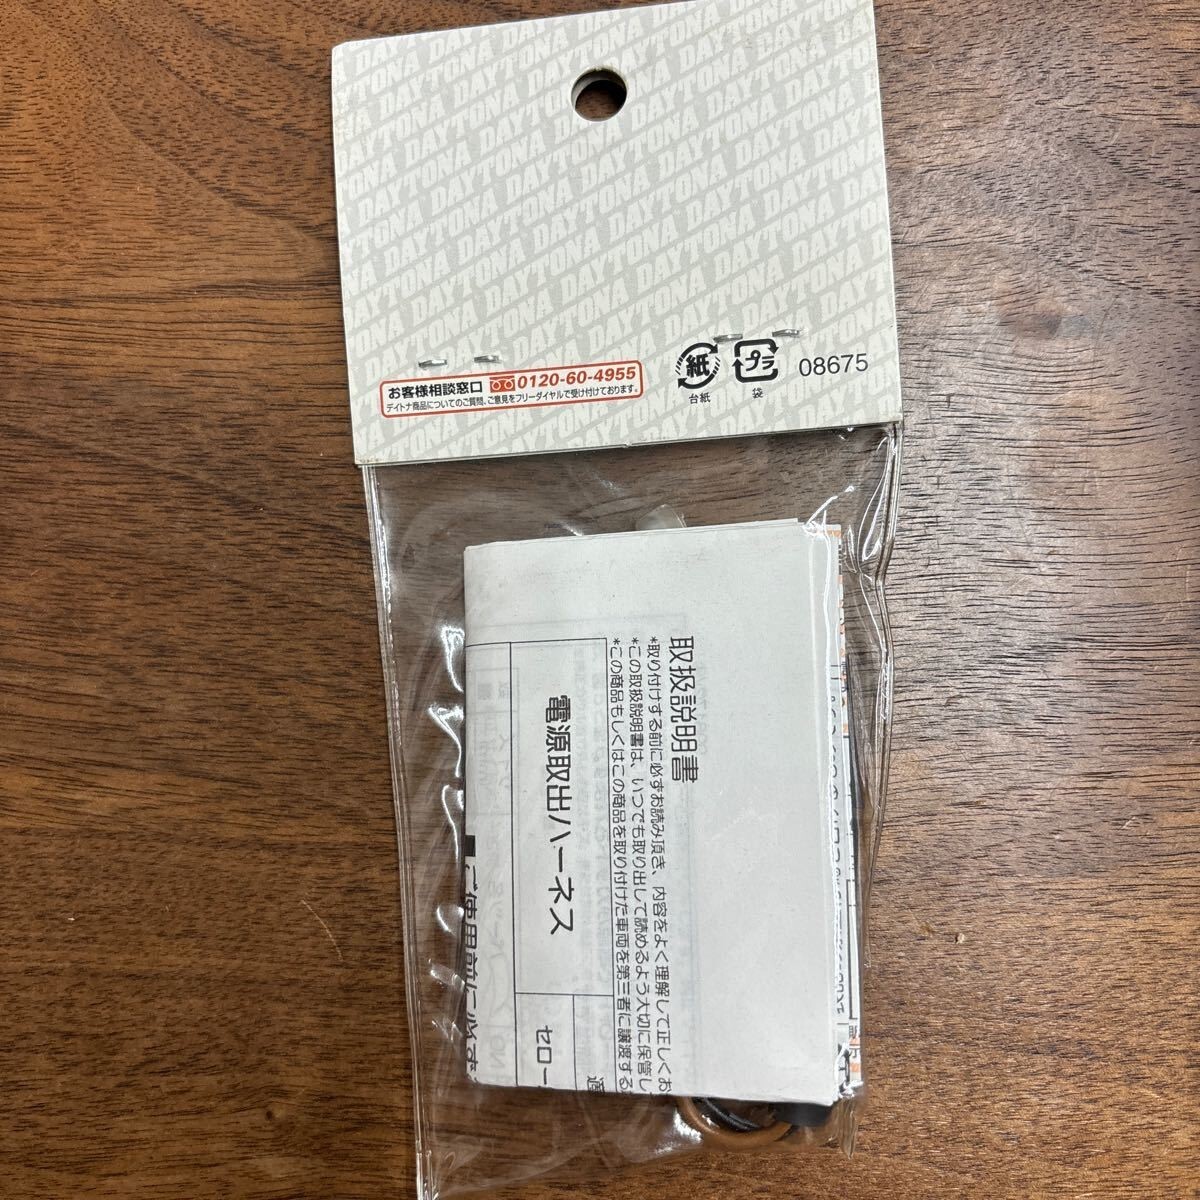 DAYTONA
お客様相談窓口 0120-60-4955
デイトナ商品についてのご質問、ご意見をフリーダイヤルで受け付けております。
紙
台紙
プラ
袋
08675
取扱説明書
*取り付けする前に必ずお読み頂き、内容をよく理解して正しくお
*この取扱説明書は、いつでも取り出して読めるよう大切に保管し
*この商品もしくはこの商品を取り付けた車両を第三者に譲渡する
電源取出ハーネス
適
セロー
■ご使用前に必ず